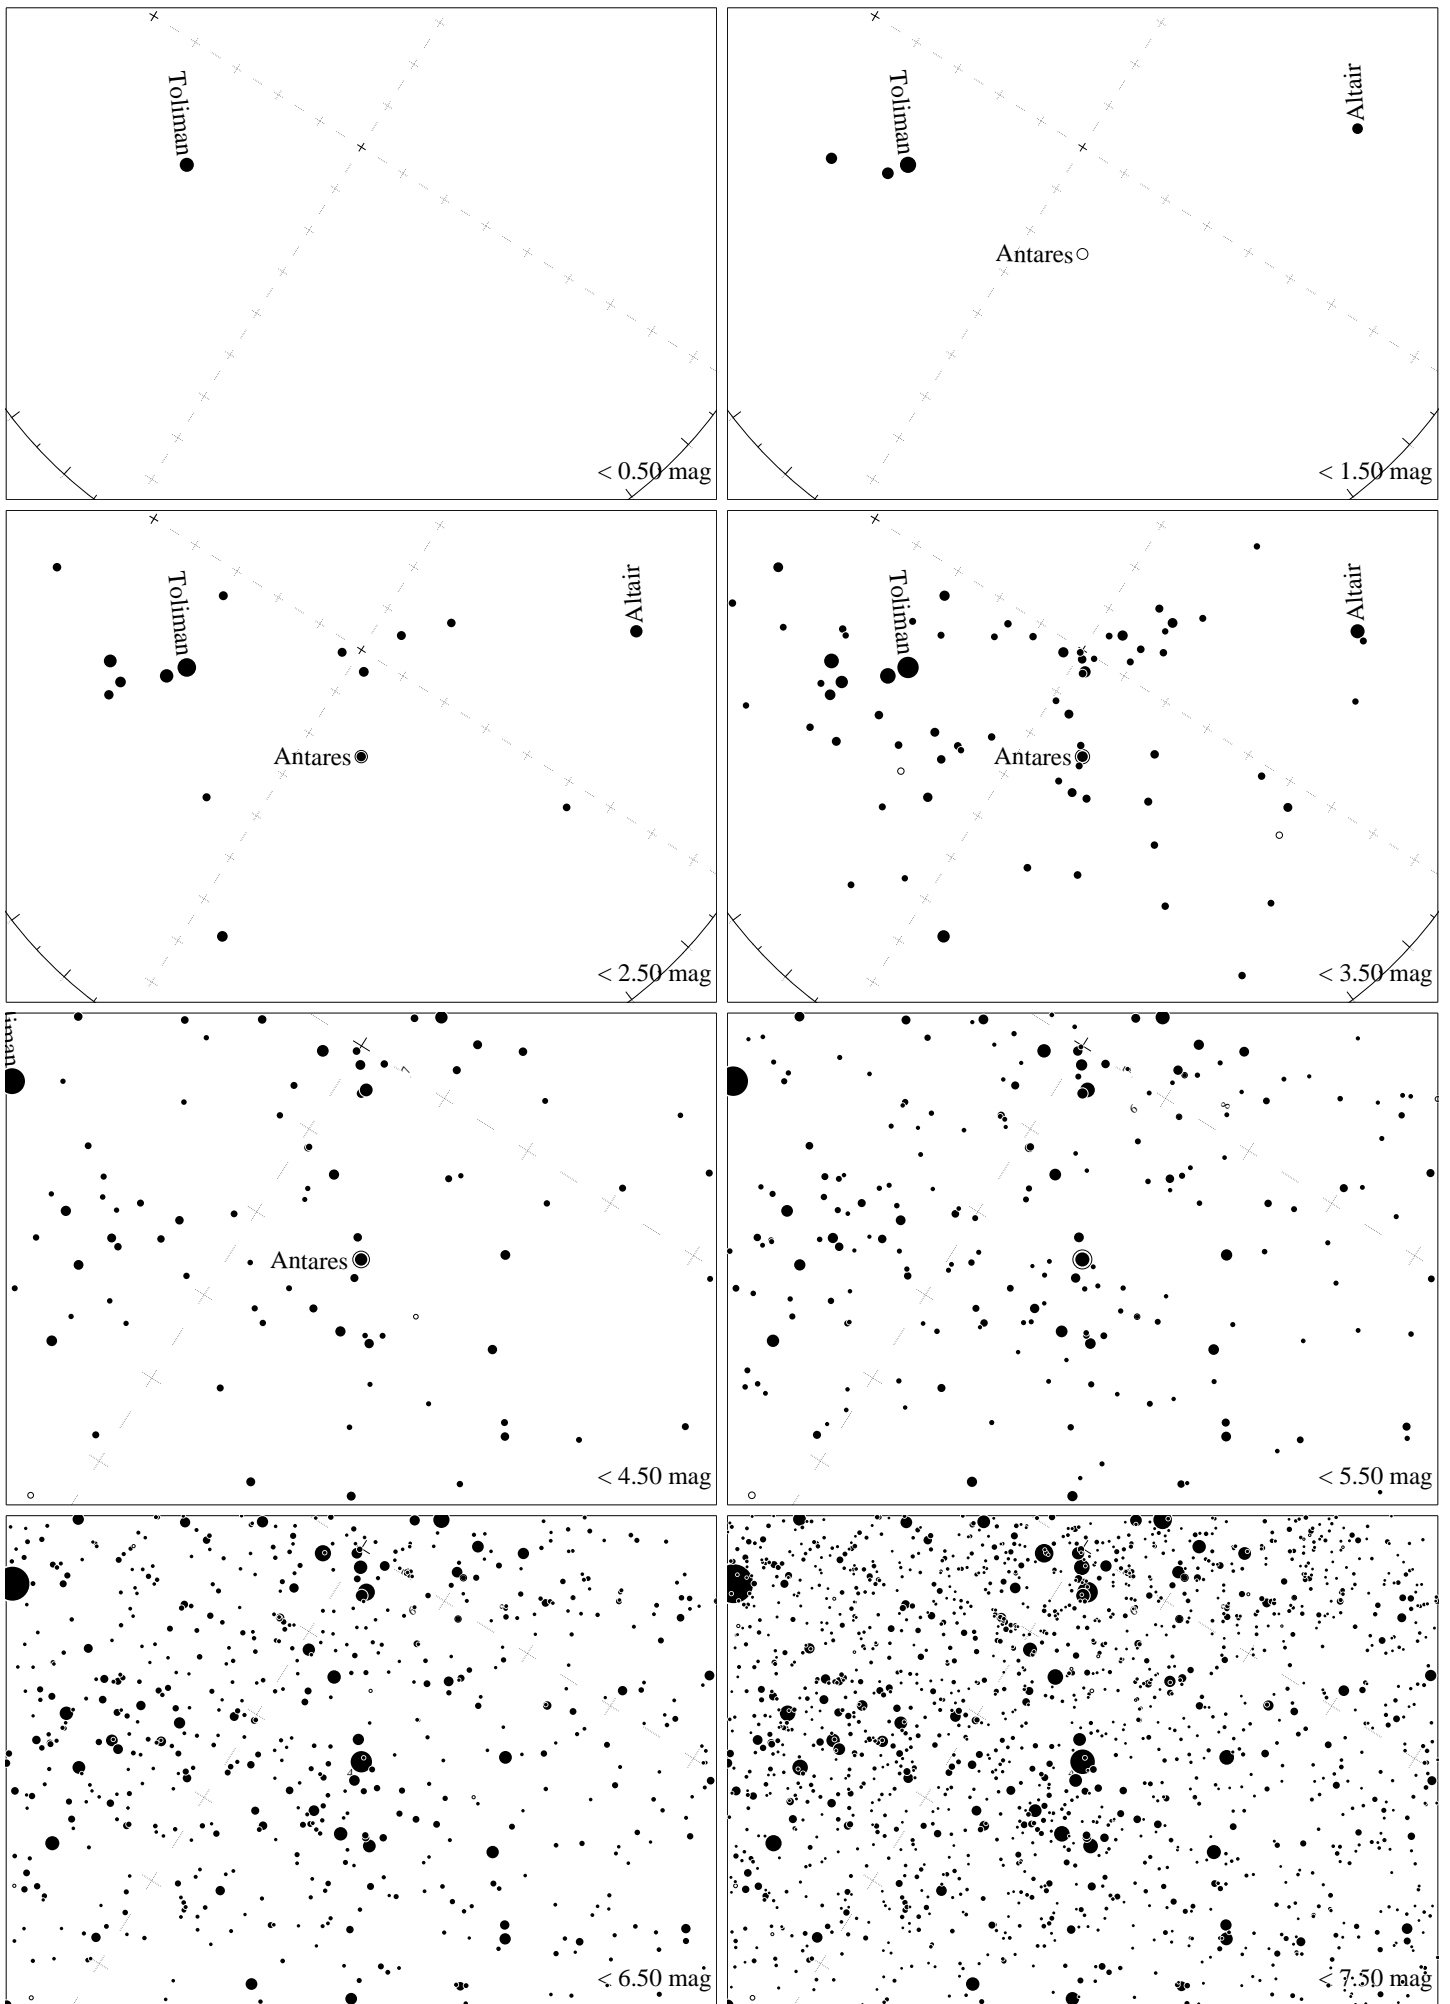 Toliman
< 0.50 mag
Toliman
Altair
Antares
< 1.50 mag
Toliman
Altair
Antares
< 2.50 mag
Toliman
Altair
Antares
< 3.50 mag
liman
Antares
< 4.50 mag
< 5.50 mag
< 6.50 mag
< 7.50 mag